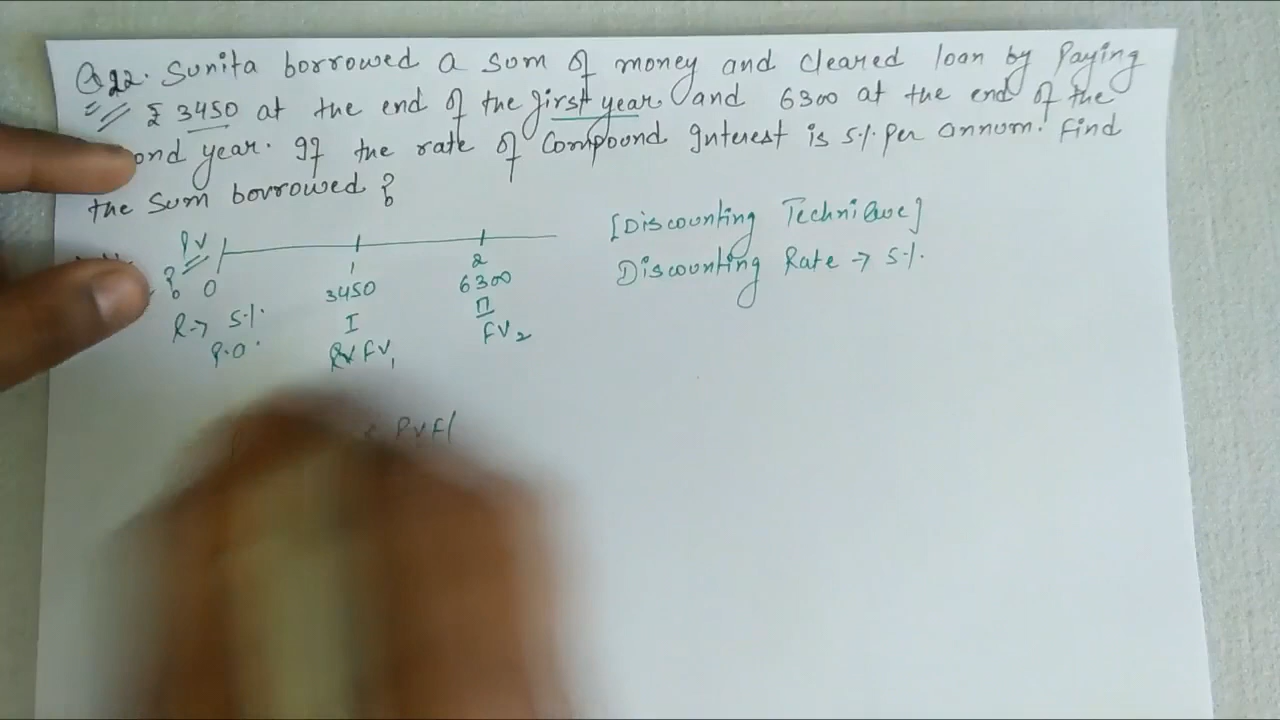 Q 22. Sunita borrowed a sum of money and cleared loan by Paying
₹ 3450 at the end of the first year and 6300 at the end of the
ond year. If the rate of Compound Interest is 5% per annum. Find
the sum borrowed ?
[Discounting Technique]
Discounting Rate → 5%.
PV
? 0
1
2
3450
6300
I
II
FV1
FV2
R → 5%
P.a.